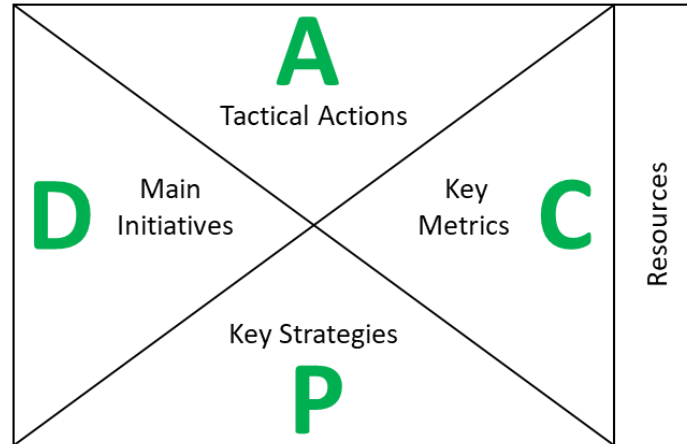 A
Tactical Actions
D
Main
Initiatives
Key
Metrics
C
Resources
Key Strategies
P